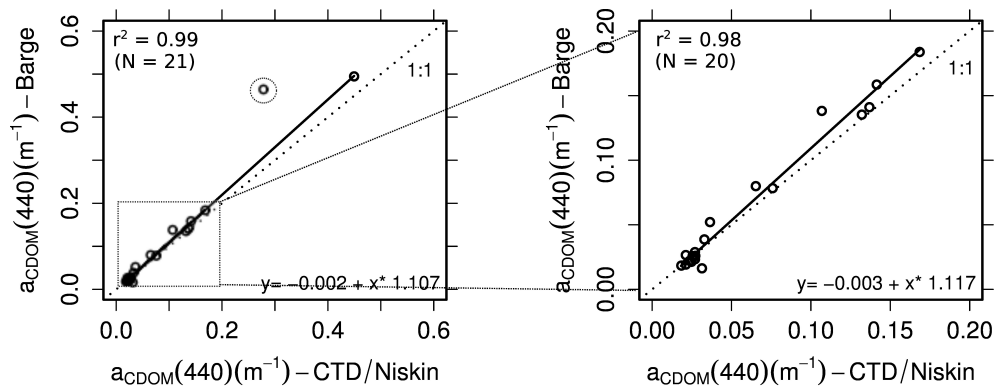 r² = 0.99
(N = 21)
1:1
y= −0.002 + x* 1.107
0.0 0.2 0.4 0.6
0.0 0.2 0.4 0.6
aCDOM(440)(m⁻¹) – Barge
aCDOM(440)(m⁻¹) – CTD/Niskin
r² = 0.98
(N = 20)
1:1
y= −0.003 + x* 1.117
0.00 0.10 0.20
0.00 0.05 0.10 0.15 0.20
aCDOM(440)(m⁻¹) – Barge
aCDOM(440)(m⁻¹) – CTD/Niskin